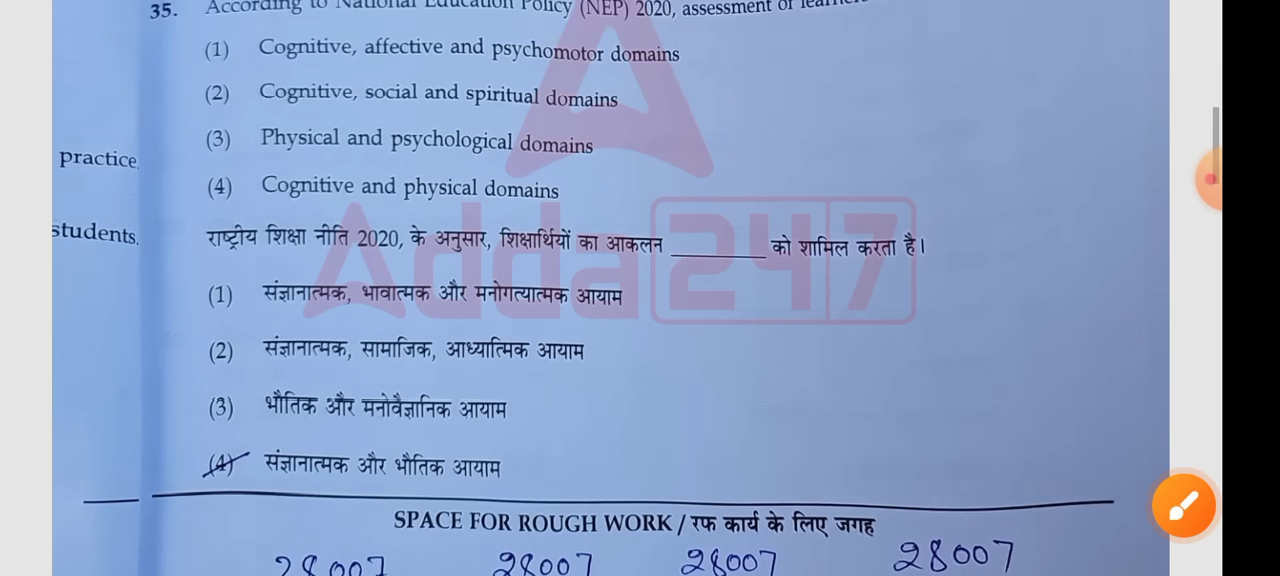 35. According to National Education Policy (NEP) 2020, assessment of
(1) Cognitive, affective and psychomotor domains
(2) Cognitive, social and spiritual domains
(3) Physical and psychological domains
practice.
(4) Cognitive and physical domains
students.
राष्ट्रीय शिक्षा नीति 2020, के अनुसार, शिक्षार्थियों का आकलन ________ को शामिल करता है।
Adda 247
(1) संज्ञानात्मक, भावात्मक और मनोगत्यात्मक आयाम
(2) संज्ञानात्मक, सामाजिक, आध्यात्मिक आयाम
(3) भौतिक और मनोवैज्ञानिक आयाम
(4) संज्ञानात्मक और भौतिक आयाम
SPACE FOR ROUGH WORK / रफ कार्य के लिए जगह
28007 28007 28007 28007